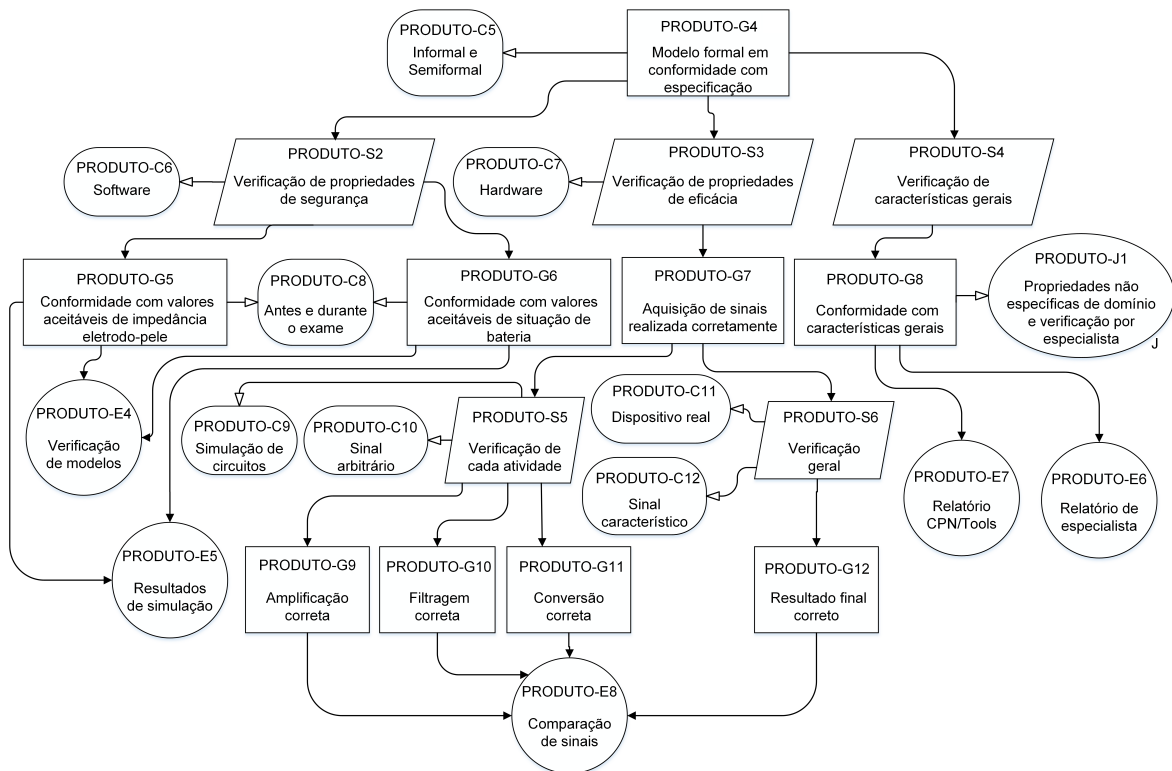 PRODUTO-C5
Informal e
Semiformal
PRODUTO-G4
Modelo formal em
conformidade com
especificação
PRODUTO-C6
Software
PRODUTO-S2
Verificação de propriedades
de segurança
PRODUTO-C7
Hardware
PRODUTO-S3
Verificação de propriedades
de eficácia
PRODUTO-S4
Verificação de
características gerais
PRODUTO-G5
Conformidade com valores
aceitáveis de impedância
eletrodo-pele
PRODUTO-C8
Antes e durante
o exame
PRODUTO-G6
Conformidade com valores
aceitáveis de situação de
bateria
PRODUTO-G7
Aquisição de sinais
realizada corretamente
PRODUTO-G8
Conformidade com
características gerais
PRODUTO-J1
Propriedades não
específicas de domínio
e verificação por
especialista
J
PRODUTO-E4
Verificação
de modelos
PRODUTO-C9
Simulação de
circuitos
PRODUTO-C10
Sinal
arbitrário
PRODUTO-S5
Verificação de
cada atividade
PRODUTO-C11
Dispositivo real
PRODUTO-S6
Verificação
geral
PRODUTO-C12
Sinal
característico
PRODUTO-E7
Relatório
CPN/Tools
PRODUTO-E6
Relatório de
especialista
PRODUTO-E5
Resultados
de simulação
PRODUTO-G9
Amplificação
correta
PRODUTO-G10
Filtragem
correta
PRODUTO-G11
Conversão
correta
PRODUTO-G12
Resultado final
correto
PRODUTO-E8
Comparação
de sinais